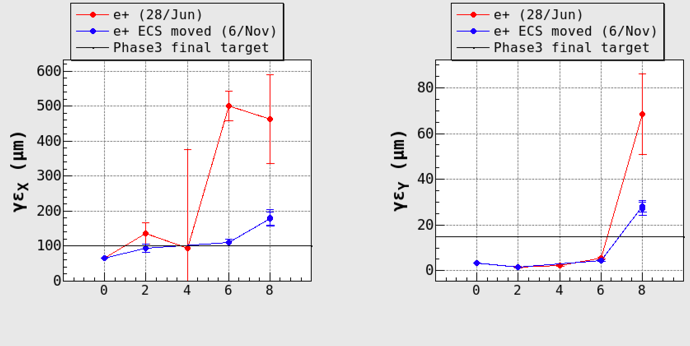 e+ (28/Jun)
e+ ECS moved (6/Nov)
Phase3 final target
γεX (μm)
600
500
400
300
200
100
0
0 2 4 6 8
e+ (28/Jun)
e+ ECS moved (6/Nov)
Phase3 final target
γεY (μm)
80
60
40
20
0
0 2 4 6 8